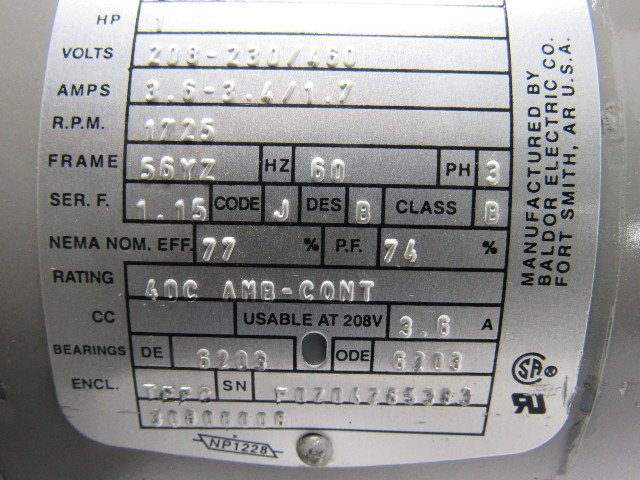 HP 1
VOLTS 208-230/460
AMPS 3.6-3.4/1.7
R.P.M. 1725
FRAME 56YZ HZ 60 PH 3
SER. F. 1.15 CODE J DES B CLASS B
NEMA NOM. EFF. 77 % P.F. 74 %
RATING 40C AMB-CONT
CC USABLE AT 208V 3.6 A
BEARINGS DE 6203 ODE 6203
ENCL. TEFC SN
NP1228
MANUFACTURED BY
BALDOR ELECTRIC CO.
FORT SMITH, AR U.S.A.